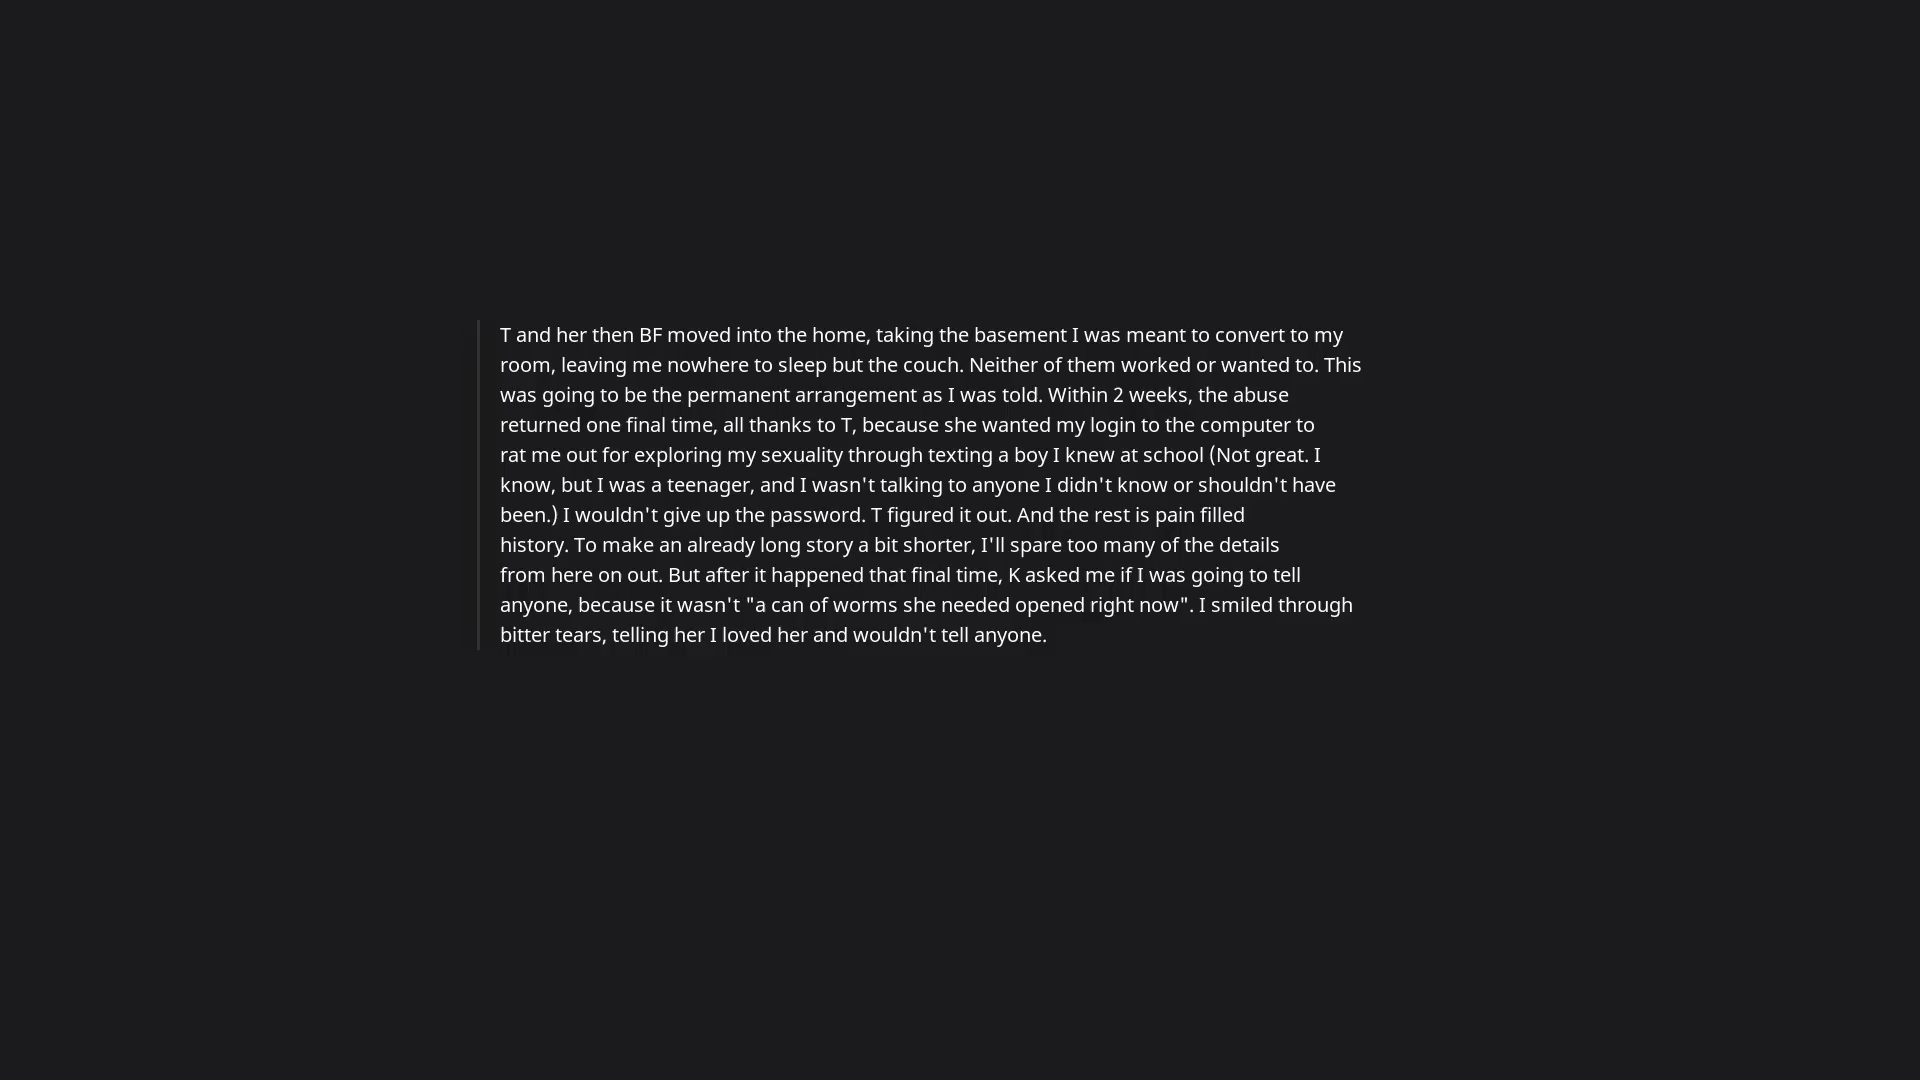 T and her then BF moved into the home, taking the basement I was meant to convert to my
room, leaving me nowhere to sleep but the couch. Neither of them worked or wanted to. This
was going to be the permanent arrangement as I was told. Within 2 weeks, the abuse
returned one final time, all thanks to T, because she wanted my login to the computer to
rat me out for exploring my sexuality through texting a boy I knew at school (Not great. I
know, but I was a teenager, and I wasn't talking to anyone I didn't know or shouldn't have
been.) I wouldn't give up the password. T figured it out. And the rest is pain filled
history. To make an already long story a bit shorter, I'll spare too many of the details
from here on out. But after it happened that final time, K asked me if I was going to tell
anyone, because it wasn't "a can of worms she needed opened right now". I smiled through
bitter tears, telling her I loved her and wouldn't tell anyone.